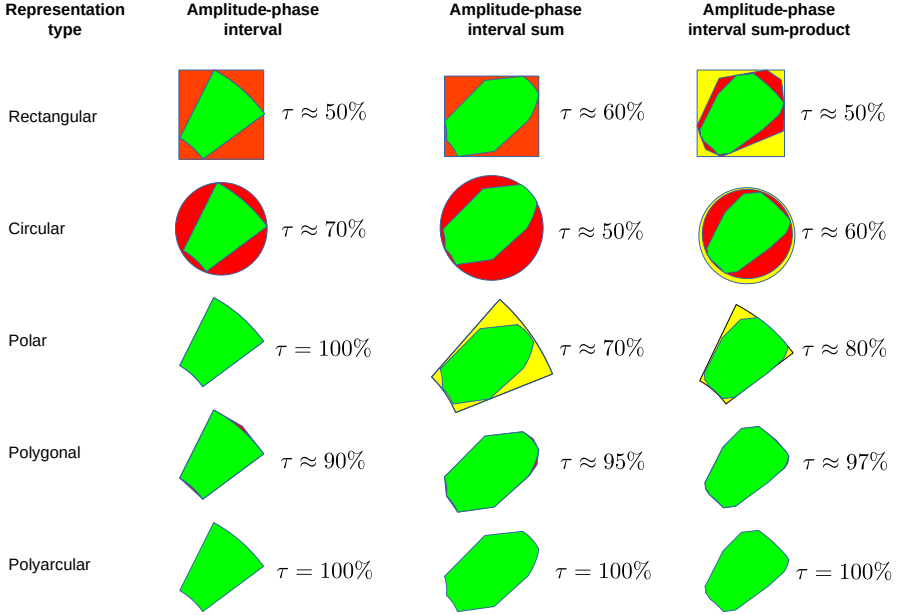 Representation type Amplitude-phase interval Amplitude-phase interval sum Amplitude-phase interval sum-product
Rectangular τ ≈ 50% τ ≈ 60% τ ≈ 50%
Circular τ ≈ 70% τ ≈ 50% τ ≈ 60%
Polar τ = 100% τ ≈ 70% τ ≈ 80%
Polygonal τ ≈ 90% τ ≈ 95% τ ≈ 97%
Polyarcular τ = 100% τ = 100% τ = 100%